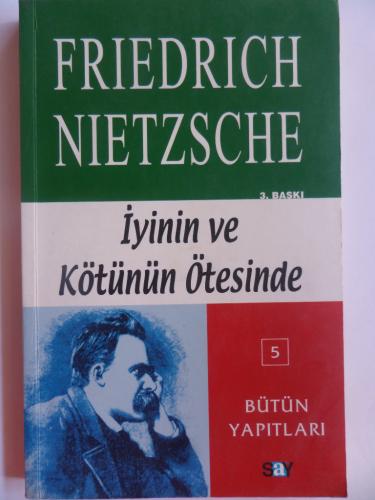 FRIEDRICH
NIETZSCHE
3. BASKI
İyinin ve
Kötünün Ötesinde
5
BÜTÜN
YAPITLARI
say